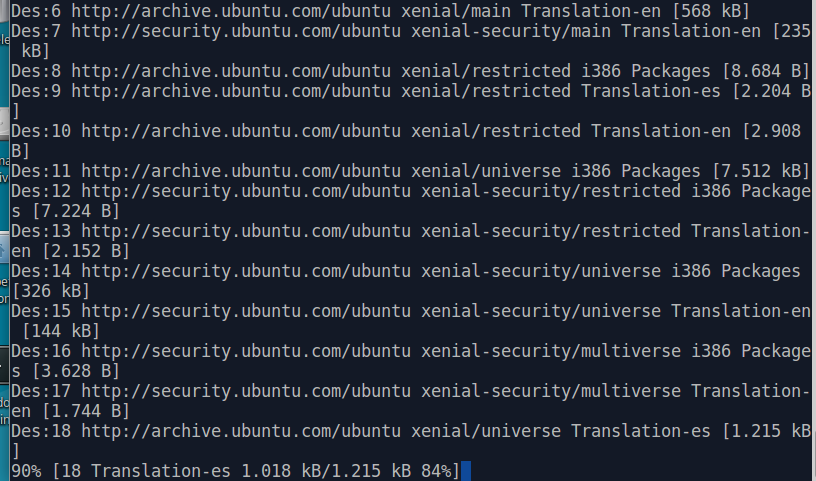 Des:6 http://archive.ubuntu.com/ubuntu xenial/main Translation-en [568 kB]
Des:7 http://security.ubuntu.com/ubuntu xenial-security/main Translation-en [235
 kB]
Des:8 http://archive.ubuntu.com/ubuntu xenial/restricted i386 Packages [8.684 B]
Des:9 http://archive.ubuntu.com/ubuntu xenial/restricted Translation-es [2.204 B
]
Des:10 http://archive.ubuntu.com/ubuntu xenial/restricted Translation-en [2.908 
B]
Des:11 http://archive.ubuntu.com/ubuntu xenial/universe i386 Packages [7.512 kB]
Des:12 http://security.ubuntu.com/ubuntu xenial-security/restricted i386 Package
s [7.224 B]
Des:13 http://security.ubuntu.com/ubuntu xenial-security/restricted Translation-
en [2.152 B]
Des:14 http://security.ubuntu.com/ubuntu xenial-security/universe i386 Packages 
[326 kB]
Des:15 http://security.ubuntu.com/ubuntu xenial-security/universe Translation-en
 [144 kB]
Des:16 http://security.ubuntu.com/ubuntu xenial-security/multiverse i386 Package
s [3.628 B]
Des:17 http://security.ubuntu.com/ubuntu xenial-security/multiverse Translation-
en [1.744 B]
Des:18 http://archive.ubuntu.com/ubuntu xenial/universe Translation-es [1.215 kB
]
90% [18 Translation-es 1.018 kB/1.215 kB 84%]